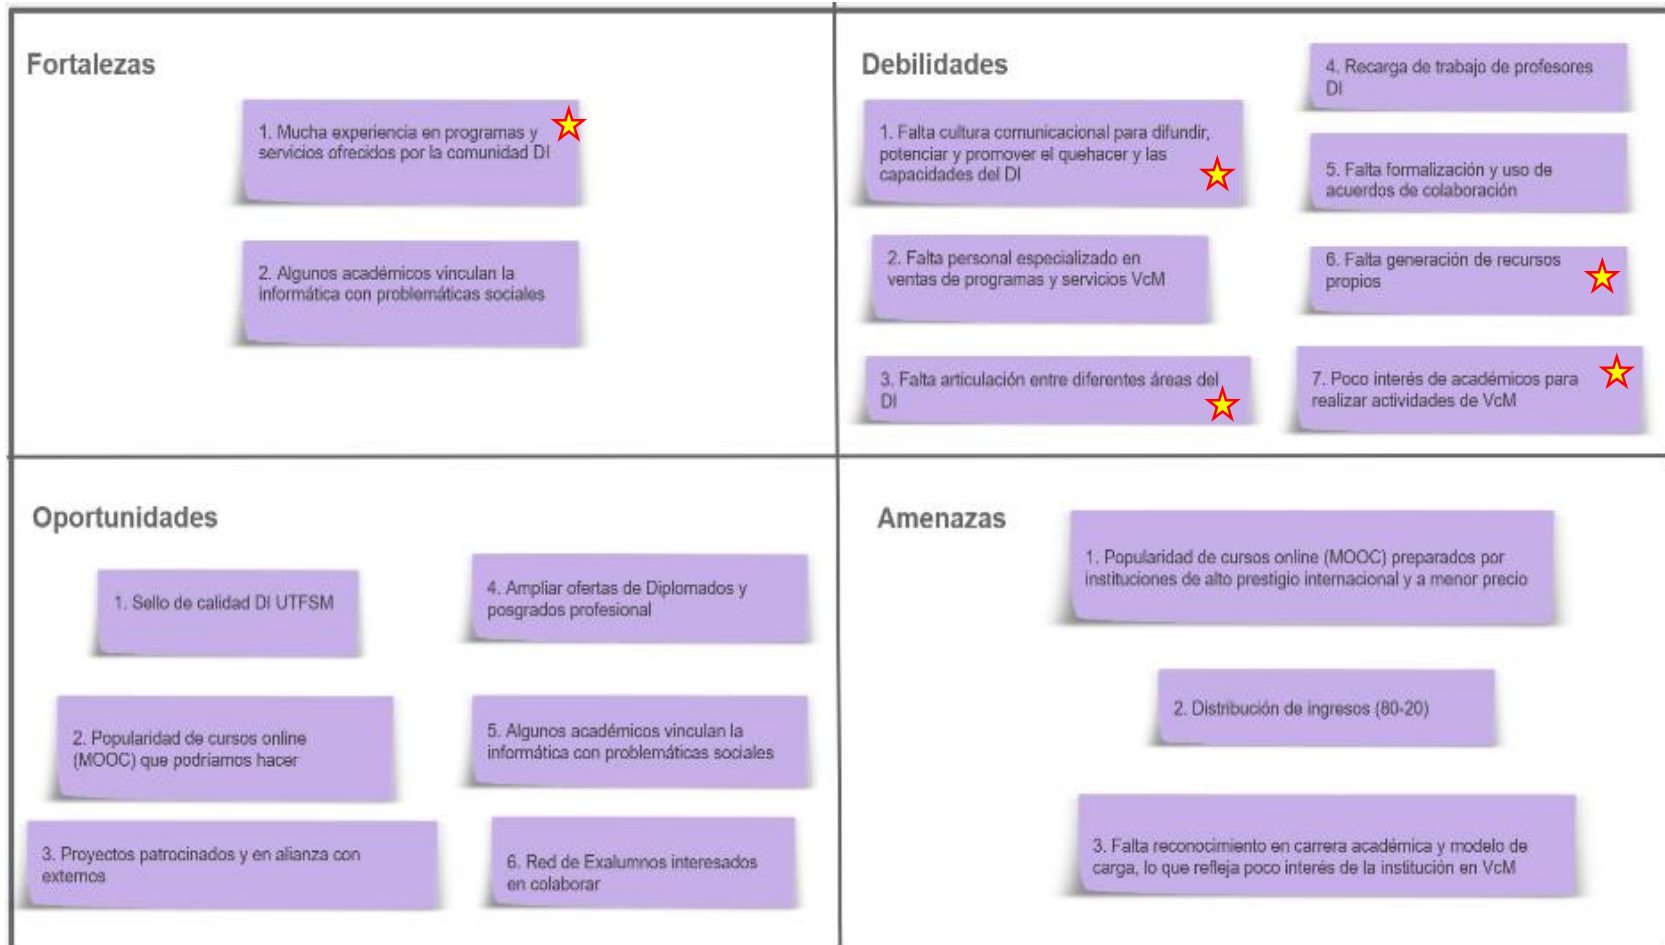 Fortalezas
1. Mucha experiencia en programas y
servicios ofrecidos por la comunidad DI
2. Algunos académicos vinculan la
informática con problemáticas sociales
Debilidades
1. Falta cultura comunicacional para difundir,
potenciar y promover el quehacer y las
capacidades del DI
2. Falta personal especializado en
ventas de programas y servicios VcM
3. Falta articulación entre diferentes áreas del
DI
4. Recarga de trabajo de profesores
DI
5. Falta formalización y uso de
acuerdos de colaboración
6. Falta generación de recursos
propios
7. Poco interés de académicos para
realizar actividades de VcM
Oportunidades
1. Sello de calidad DI UTFSM
2. Popularidad de cursos online
(MOOC) que podríamos hacer
3. Proyectos patrocinados y en alianza con
externos
4. Ampliar ofertas de Diplomados y
posgrados profesional
5. Algunos académicos vinculan la
informática con problemáticas sociales
6. Red de Exalumnos interesados
en colaborar
Amenazas
1. Popularidad de cursos online (MOOC) preparados por
instituciones de alto prestigio internacional y a menor precio
2. Distribución de ingresos (80-20)
3. Falta reconocimiento en carrera académica y modelo de
carga, lo que refleja poco interés de la institución en VcM